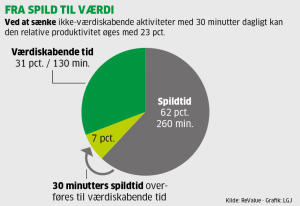 FRA SPILD TIL VÆRDI
Ved at sænke ikke-værdiskabende aktiviteter med 30 minutter dagligt kan
den relative produktivitet øges med 23 pct.
Værdiskabende tid
31 pct. / 130 min.
Spildtid
62 pct.
260 min.
7 pct.
30 minutters spildtid over-
føres til værdiskabende tid
Kilde: ReValue - Grafik: LGJ